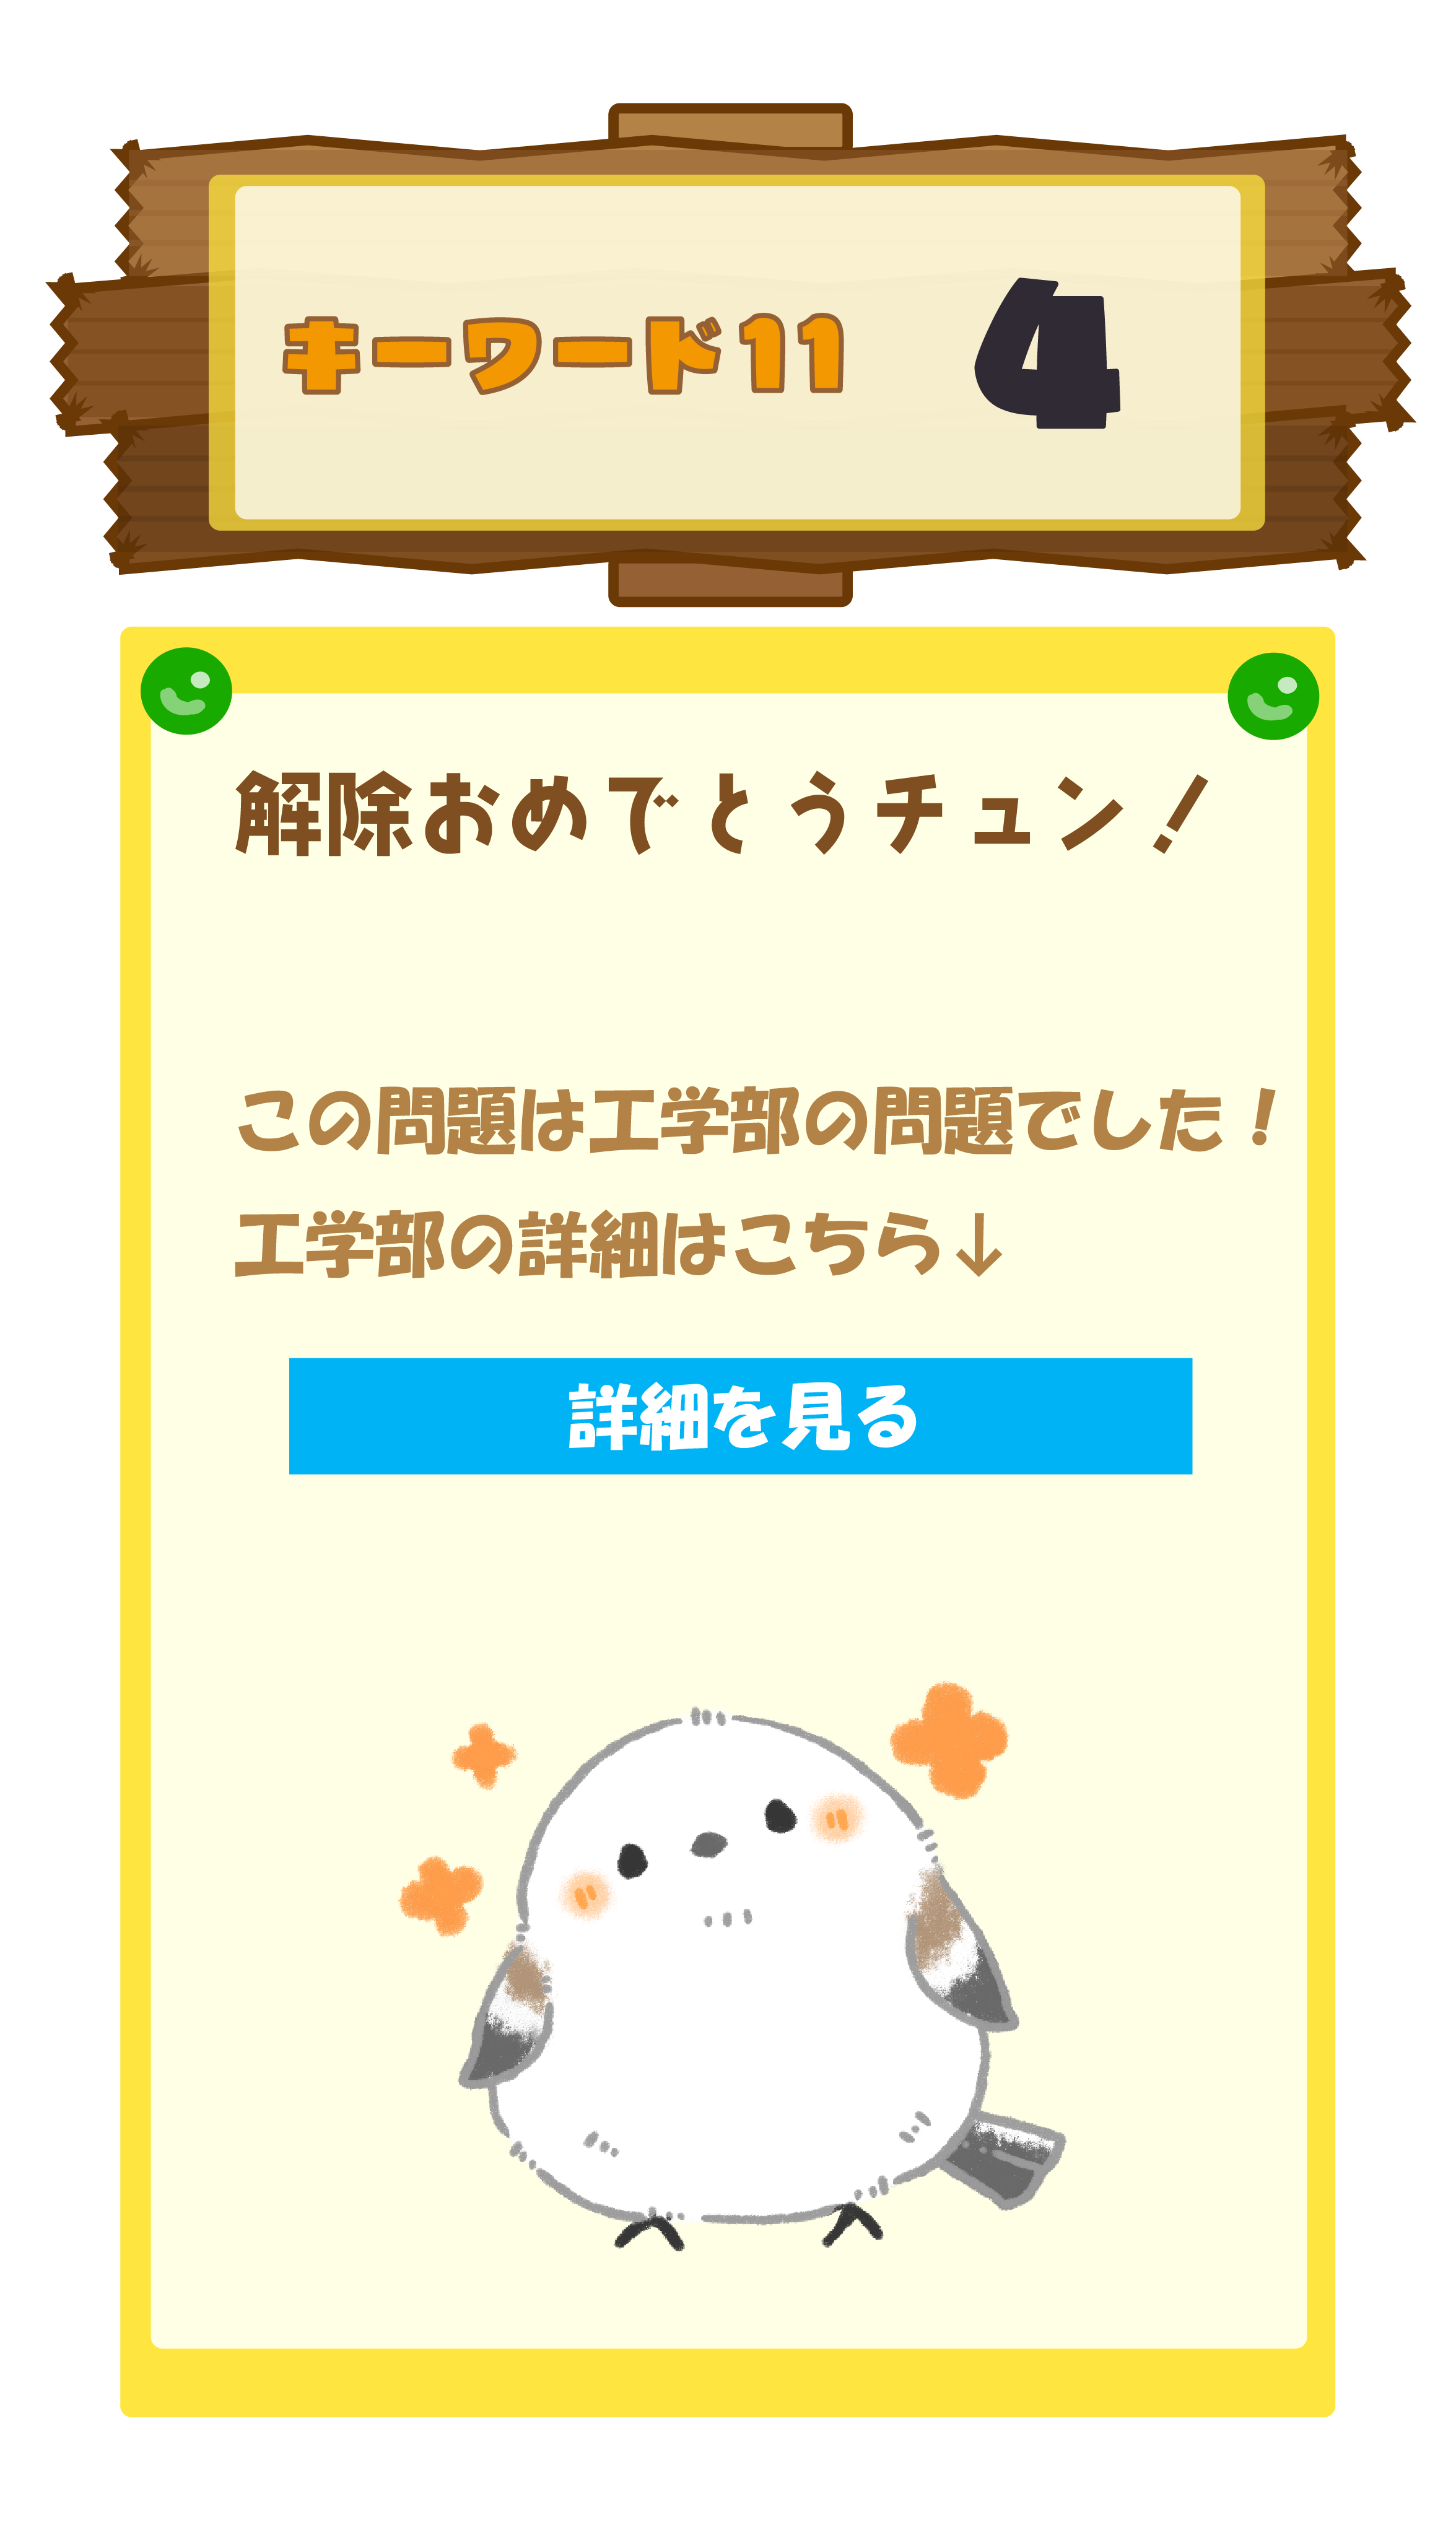 キーワード11 4
解除おめでとうチュン!
この問題は工学部の問題でした!
工学部の詳細はこちら↓
詳細を見る